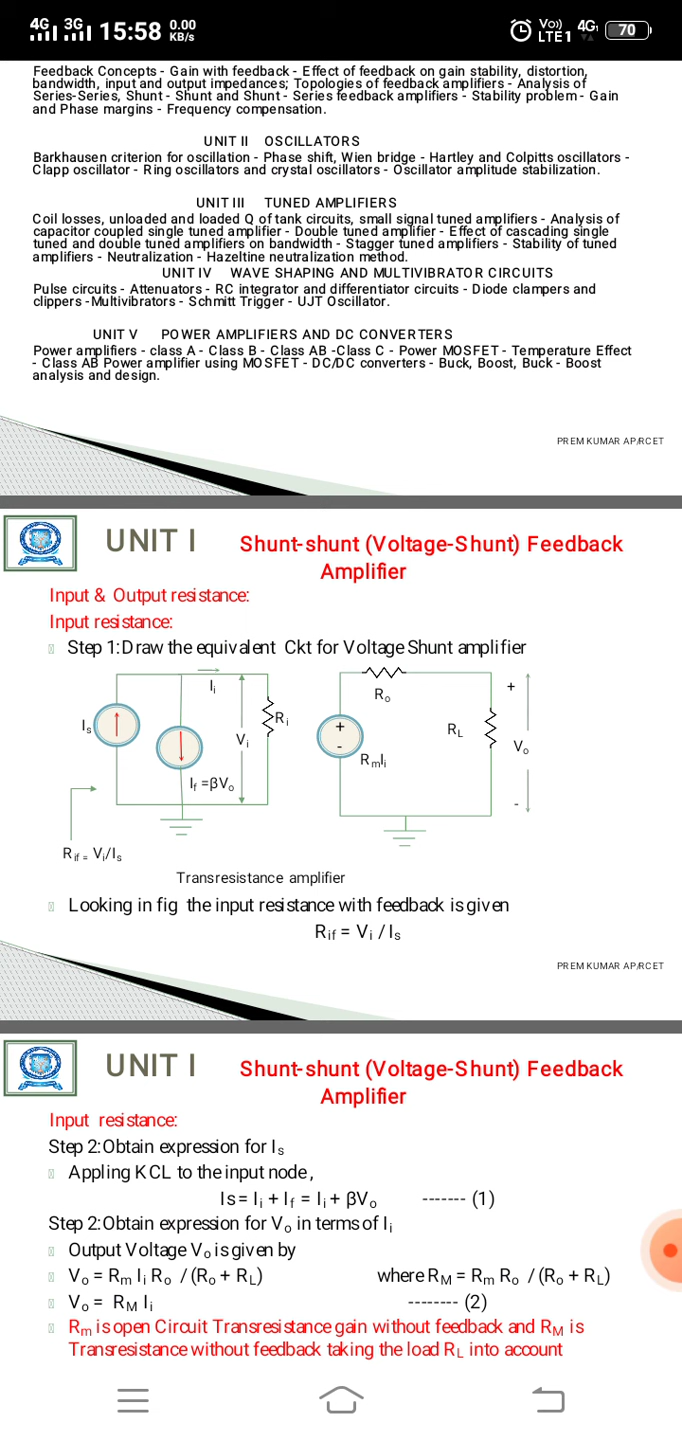 4G 3G 15:58 0.00 KB/s Vo)) LTE1 4G 70
Feedback Concepts - Gain with feedback - Effect of feedback on gain stability, distortion,
bandwidth, input and output impedances; Topologies of feedback amplifiers - Analysis of
Series-Series, Shunt - Shunt and Shunt - Series feedback amplifiers - Stability problem - Gain
and Phase margins - Frequency compensation.
UNIT II OSCILLATORS
Barkhausen criterion for oscillation - Phase shift, Wien bridge - Hartley and Colpitts oscillators -
Clapp oscillator - Ring oscillators and crystal oscillators - Oscillator amplitude stabilization.
UNIT III TUNED AMPLIFIERS
Coil losses, unloaded and loaded Q of tank circuits, small signal tuned amplifiers - Analysis of
capacitor coupled single tuned amplifier - Double tuned amplifier - Effect of cascading single
tuned and double tuned amplifiers on bandwidth - Stagger tuned amplifiers - Stability of tuned
amplifiers - Neutralization - Hazeltine neutralization method.
UNIT IV WAVE SHAPING AND MULTIVIBRATOR CIRCUITS
Pulse circuits - Attenuators - RC integrator and differentiator circuits - Diode clampers and
clippers - Multivibrators - Schmitt Trigger - UJT Oscillator.
UNIT V POWER AMPLIFIERS AND DC CONVERTERS
Power amplifiers - class A - Class B - Class AB -Class C - Power MOSFET - Temperature Effect
- Class AB Power amplifier using MOSFET - DC/DC converters - Buck, Boost, Buck - Boost
analysis and design.
PREMKUMAR AP/RCET
UNIT I Shunt-shunt (Voltage-Shunt) Feedback
Amplifier
Input & Output resistance:
Input resistance:
Step 1:Draw the equivalent Ckt for Voltage Shunt amplifier
Iᵢ
Rₒ
+
Iₛ
Rᵢ
+
-
R_L
Vᵢ
Vₒ
RₘIᵢ
I_f =βVₒ
-
R_if = Vᵢ/Iₛ
Transresistance amplifier
Looking in fig the input resistance with feedback is given
R_if = Vᵢ / Iₛ
PREMKUMAR AP/RCET
UNIT I Shunt-shunt (Voltage-Shunt) Feedback
Amplifier
Input resistance:
Step 2:Obtain expression for Iₛ
Appling KCL to the input node,
Is = Iᵢ + I_f = Iᵢ + βVₒ ------- (1)
Step 2:Obtain expression for Vₒ in terms of Iᵢ
Output Voltage Vₒ is given by
Vₒ = Rₘ Iᵢ Rₒ / (Rₒ + R_L) where R_M = Rₘ Rₒ / (Rₒ + R_L)
Vₒ = R_M Iᵢ -------- (2)
Rₘ is open Circuit Transresistance gain without feedback and R_M is
Transresistance without feedback taking the load R_L into account